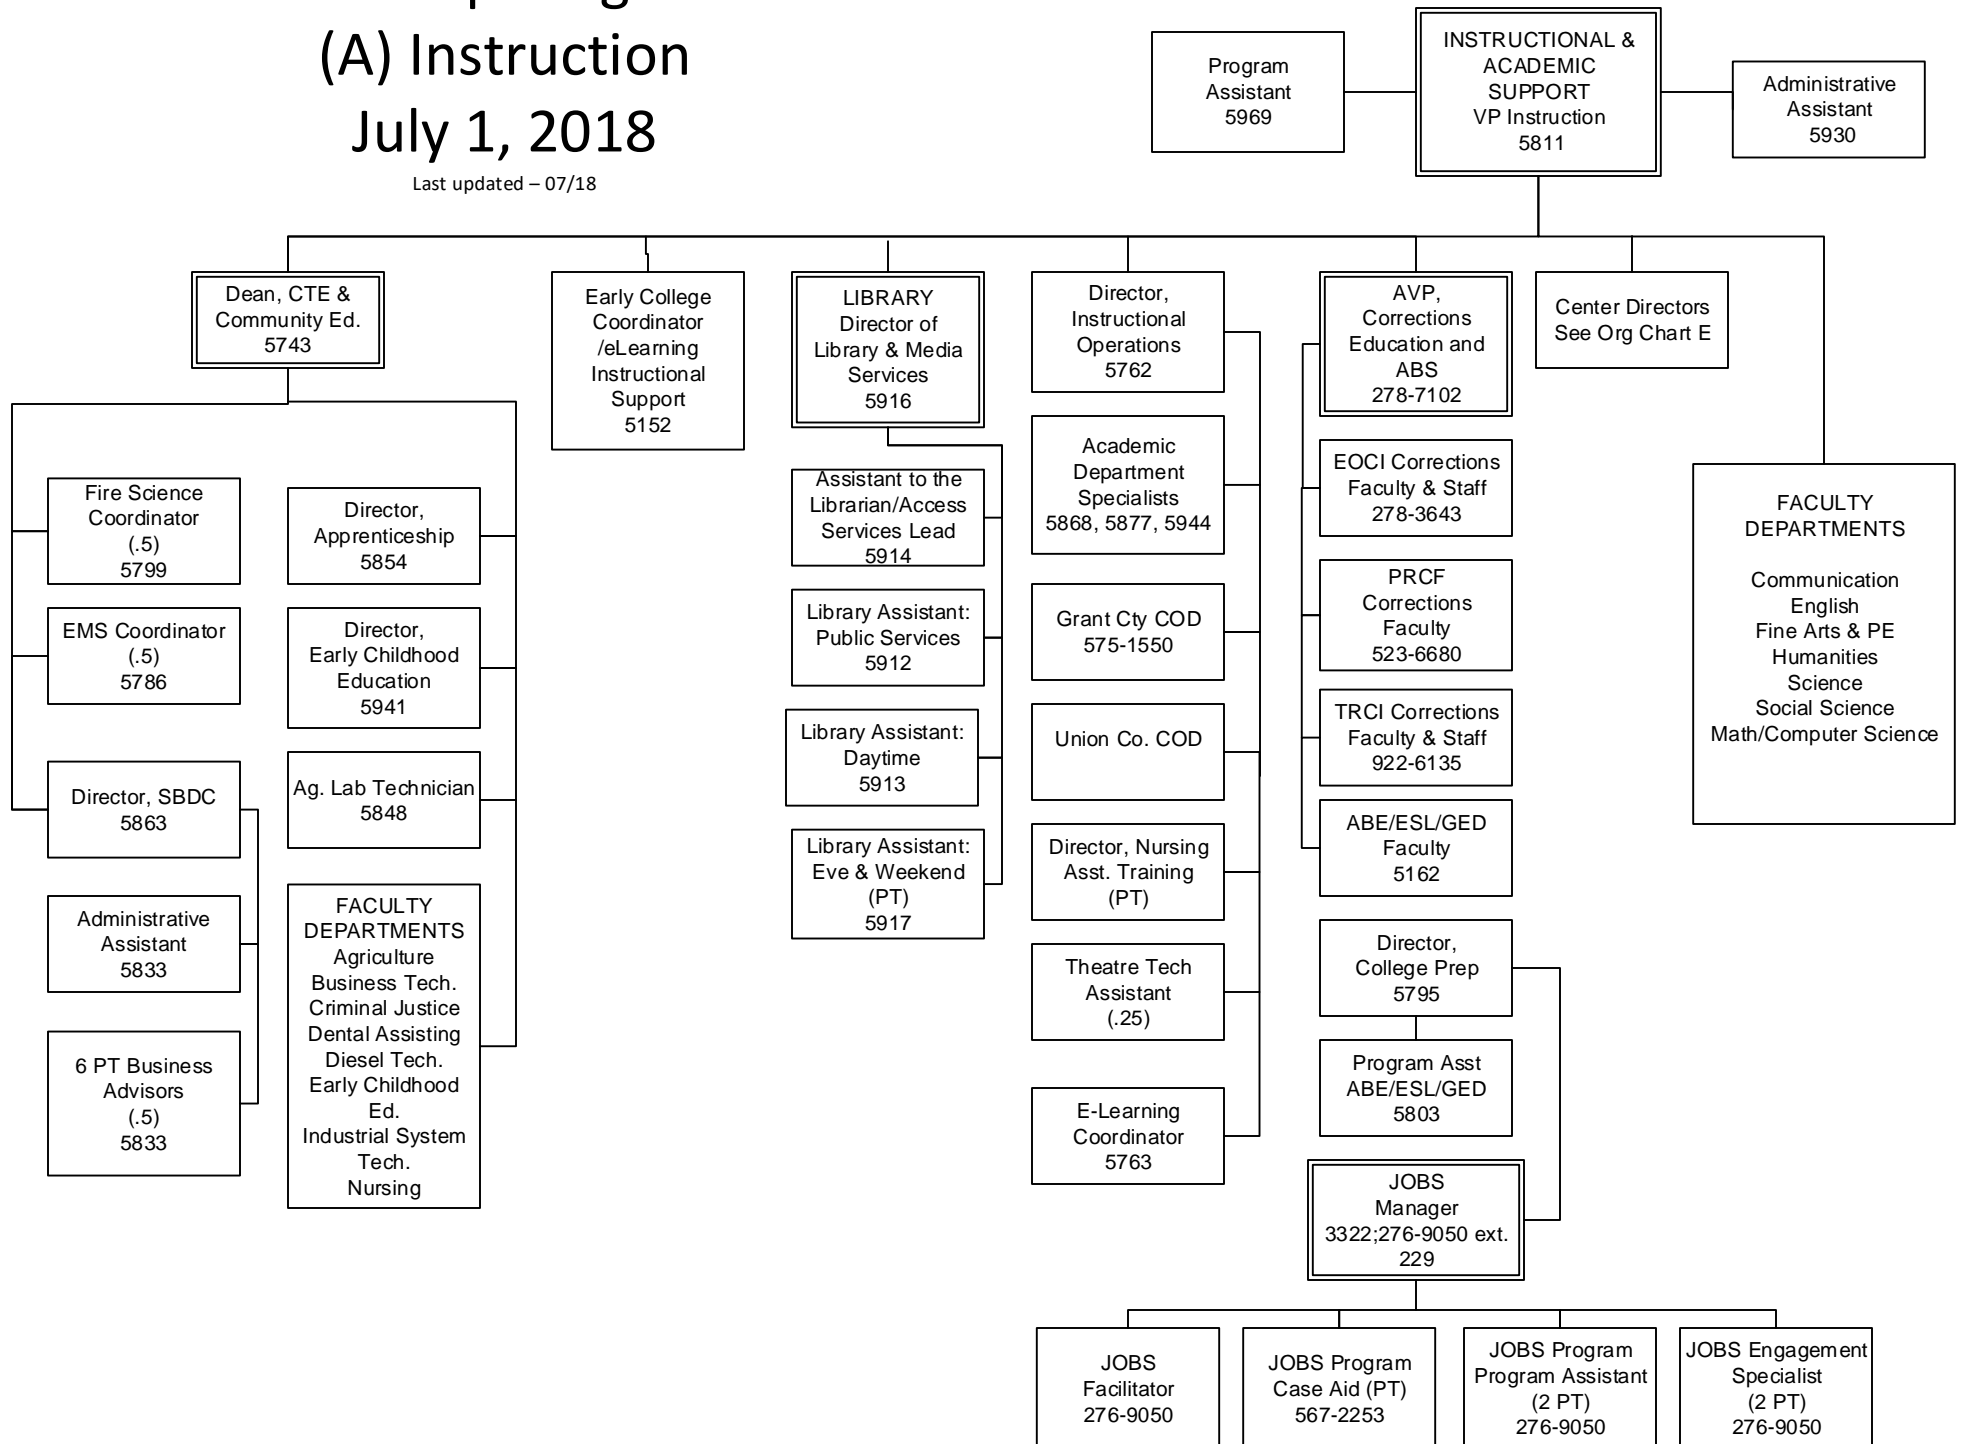 (A) Instruction
July 1, 2018
Last updated – 07/18
Program
Assistant
5969
INSTRUCTIONAL &
ACADEMIC
SUPPORT
VP Instruction
5811
Administrative
Assistant
5930
Dean, CTE &
Community Ed.
5743
Early College
Coordinator
/eLearning
Instructional
Support
5152
LIBRARY
Director of
Library & Media
Services
5916
Director,
Instructional
Operations
5762
AVP,
Corrections
Education and
ABS
278-7102
Center Directors
See Org Chart E
Fire Science
Coordinator
(.5)
5799
EMS Coordinator
(.5)
5786
Director, SBDC
5863
Administrative
Assistant
5833
6 PT Business
Advisors
(.5)
5833
Director,
Apprenticeship
5854
Director,
Early Childhood
Education
5941
Ag. Lab Technician
5848
FACULTY
DEPARTMENTS
Agriculture
Business Tech.
Criminal Justice
Dental Assisting
Diesel Tech.
Early Childhood
Ed.
Industrial System
Tech.
Nursing
Assistant to the
Librarian/Access
Services Lead
5914
Library Assistant:
Public Services
5912
Library Assistant:
Daytime
5913
Library Assistant:
Eve & Weekend
(PT)
5917
Academic
Department
Specialists
5868, 5877, 5944
Grant Cty COD
575-1550
Union Co. COD
Director, Nursing
Asst. Training
(PT)
Theatre Tech
Assistant
(.25)
E-Learning
Coordinator
5763
EOCI Corrections
Faculty & Staff
278-3643
PRCF
Corrections
Faculty
523-6680
TRCI Corrections
Faculty & Staff
922-6135
ABE/ESL/GED
Faculty
5162
Director,
College Prep
5795
Program Asst
ABE/ESL/GED
5803
JOBS
Manager
3322;276-9050 ext.
229
FACULTY
DEPARTMENTS
Communication
English
Fine Arts & PE
Humanities
Science
Social Science
Math/Computer Science
JOBS
Facilitator
276-9050
JOBS Program
Case Aid (PT)
567-2253
JOBS Program
Program Assistant
(2 PT)
276-9050
JOBS Engagement
Specialist
(2 PT)
276-9050